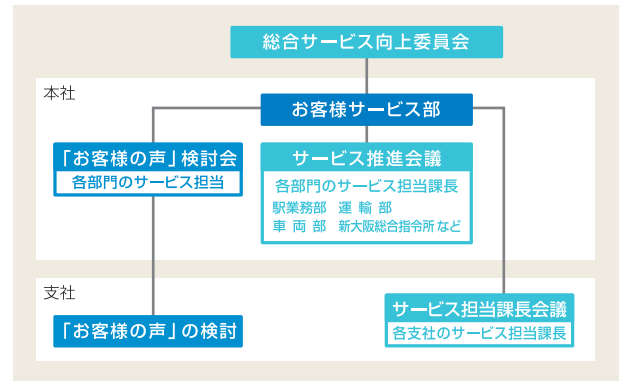 総合サービス向上委員会
本社
お客様サービス部
「お客様の声」検討会
各部門のサービス担当
サービス推進会議
各部門のサービス担当課長
駅業務部 運輸部
車両部 新大阪総合指令所など
支社
「お客様の声」の検討
サービス担当課長会議
各支社のサービス担当課長